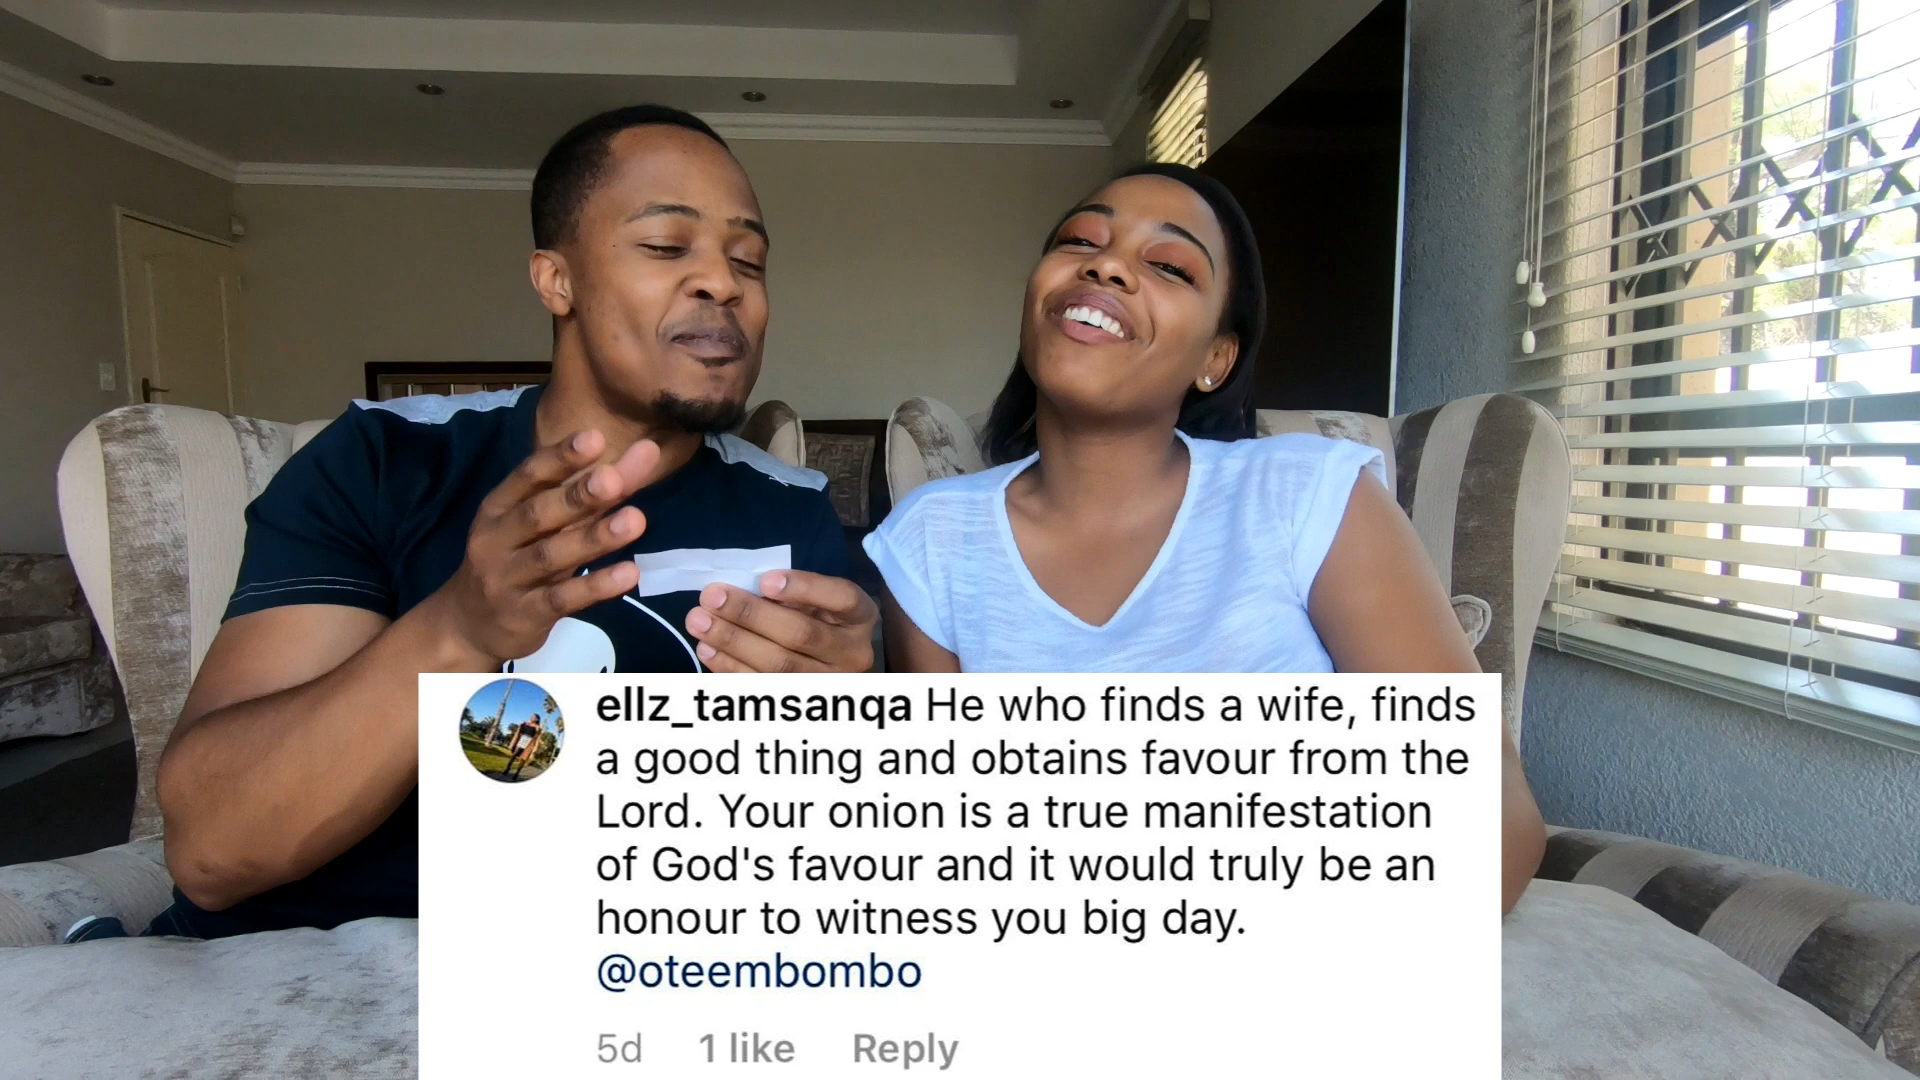 ellz_tamsanqa He who finds a wife, finds
a good thing and obtains favour from the
Lord. Your onion is a true manifestation
of God's favour and it would truly be an
honour to witness you big day.
@oteembombo
5d 1 like Reply